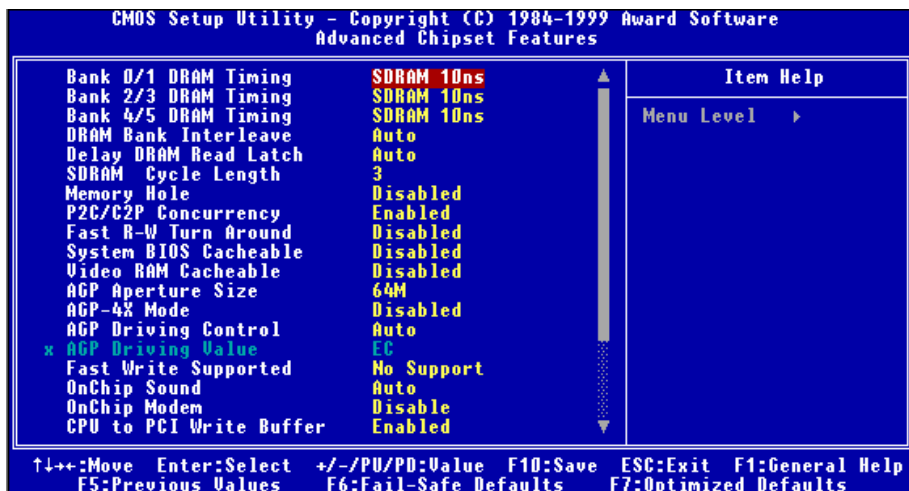 CMOS Setup Utility - Copyright (C) 1984-1999 Award Software
Advanced Chipset Features
Bank 0/1 DRAM Timing SDRAM 10ns
Bank 2/3 DRAM Timing SDRAM 10ns
Bank 4/5 DRAM Timing SDRAM 10ns
DRAM Bank Interleave Auto
Delay DRAM Read Latch Auto
SDRAM Cycle Length 3
Memory Hole Disabled
P2C/C2P Concurrency Enabled
Fast R-W Turn Around Disabled
System BIOS Cacheable Disabled
Video RAM Cacheable Disabled
AGP Aperture Size 64M
AGP-4X Mode Disabled
AGP Driving Control Auto
x AGP Driving Value EC
Fast Write Supported No Support
OnChip Sound Auto
OnChip Modem Disable
CPU to PCI Write Buffer Enabled
Item Help
Menu Level ▸
↑↓→←:Move Enter:Select +/-/PU/PD:Value F10:Save ESC:Exit F1:General Help
F5:Previous Values F6:Fail-Safe Defaults F7:Optimized Defaults